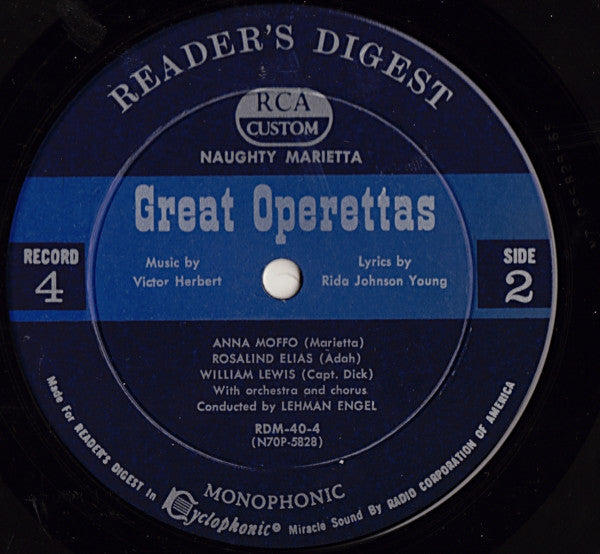 READER'S DIGEST
RCA
CUSTOM
NAUGHTY MARIETTA
Great Operettas
RECORD
4
Music by
Victor Herbert
Lyrics by
Rida Johnson Young
SIDE
2
ANNA MOFFO (Marietta)
ROSALIND ELIAS (Adah)
WILLIAM LEWIS (Capt. Dick)
With orchestra and chorus
Conducted by LEHMAN ENGEL
RDM-40-4
(N70P-5828)
MONOPHONIC
Made For READER'S DIGEST In Cyclophonic® Miracle Sound By RADIO CORPORATION OF AMERICA